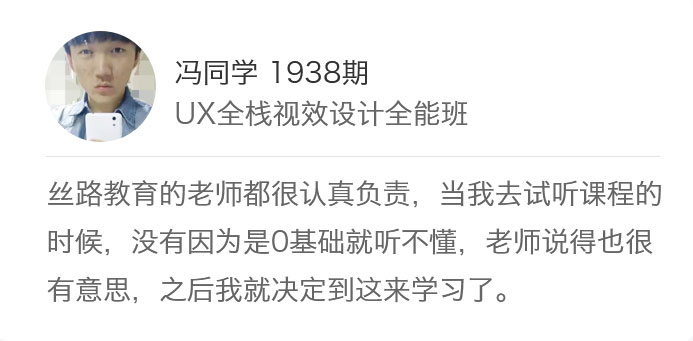 冯同学 1938期
UX全栈视效设计全能班
丝路教育的老师都很认真负责，当我去试听课程的
时候，没有因为是0基础就听不懂，老师说得也很
有意思，之后我就决定到这来学习了。